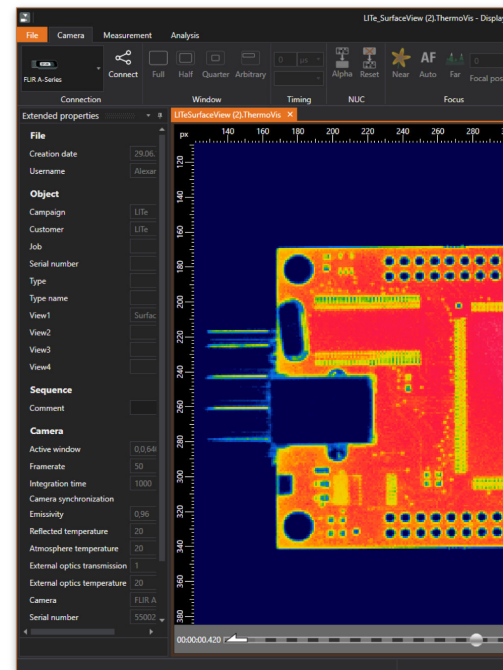 LITe_SurfaceView (2).ThermoVis - Display
File Camera Measurement Analysis
FLIR A-Series Connect Full Half Quarter Arbitrary 0 µs Alpha Reset Near AF Auto Far 0 Focal pos
Connection Window Timing NUC Focus
Extended properties
LITeSurfaceView (2).ThermoVis ×
px 140 160 180 200 220 240 260 280
120
140
160
180
200
220
240
260
280
300
320
340
360
380
File
Creation date 29.06.
Username Alexan
Object
Campaign LITe
Customer LITe
Job
Serial number
Type
Type name
View1 Surfac
View2
View3
View4
Sequence
Comment
Camera
Active window 0,0,640
Framerate 50
Integration time 1000
Camera synchronization
Emissivity 0,96
Reflected temperature 20
Atmosphere temperature 20
External optics transmission 1
External optics temperature 20
Camera FLIR A
Serial number 55002
00:00:00.420